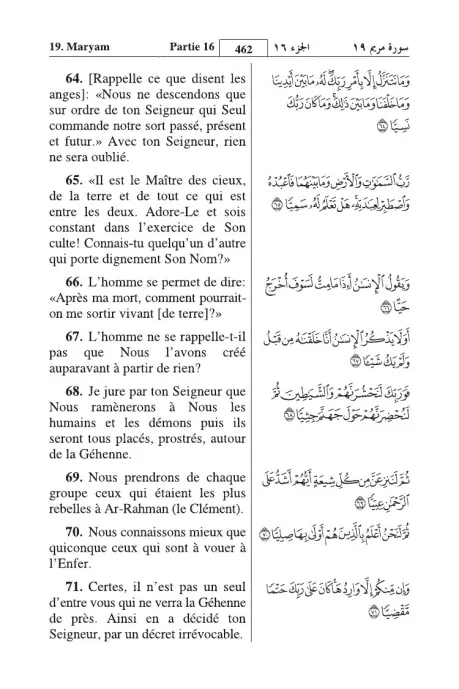 19. Maryam Partie 16 462 الجزء ١٦ سورة مريم ١٩
64. [Rappelle ce que disent les
anges]: «Nous ne descendons que
sur ordre de ton Seigneur qui Seul
commande notre sort passé, présent
et futur.» Avec ton Seigneur, rien
ne sera oublié.
65. «Il est le Maître des cieux,
de la terre et de tout ce qui est
entre les deux. Adore-Le et sois
constant dans l’exercice de Son
culte! Connais-tu quelqu’un d’autre
qui porte dignement Son Nom?»
66. L’homme se permet de dire:
«Après ma mort, comment pourrait-
on me sortir vivant [de terre]?»
67. L’homme ne se rappelle-t-il
pas que Nous l’avons créé
auparavant à partir de rien?
68. Je jure par ton Seigneur que
Nous ramènerons à Nous les
humains et les démons puis ils
seront tous placés, prostrés, autour
de la Géhenne.
69. Nous prendrons de chaque
groupe ceux qui étaient les plus
rebelles à Ar-Rahman (le Clément).
70. Nous connaissons mieux que
quiconque ceux qui sont à vouer à
l’Enfer.
71. Certes, il n’est pas un seul
d’entre vous qui ne verra la Géhenne
de près. Ainsi en a décidé ton
Seigneur, par un décret irrévocable.
وَمَا نَتَنَزَّلُ إِلَّا بِأَمْرِ رَبِّكَ لَهُۥ مَا بَيْنَ أَيْدِينَا
وَمَا خَلْفَنَا وَمَا بَيْنَ ذَٰلِكَ وَمَا كَانَ رَبُّكَ
نَسِيًّا ٦٤
رَّبُّ ٱلسَّمَٰوَٰتِ وَٱلْأَرْضِ وَمَا بَيْنَهُمَا فَٱعْبُدْهُ
وَٱصْطَبِرْ لِعِبَٰدَتِهِۦ هَلْ تَعْلَمُ لَهُۥ سَمِيًّا ٦٥
وَيَقُولُ ٱلْإِنسَٰنُ أَءِذَا مَا مِتُّ لَسَوْفَ أُخْرَجُ
حَيًّا ٦٦
أَوَلَا يَذْكُرُ ٱلْإِنسَٰنُ أَنَّا خَلَقْنَٰهُ مِن قَبْلُ
وَلَمْ يَكُ شَيْـًٔا ٦٧
فَوَرَبِّكَ لَنَحْشُرَنَّهُمْ وَٱلشَّيَٰطِينَ ثُمَّ
لَنُحْضِرَنَّهُمْ حَوْلَ جَهَنَّمَ جِثِيًّا ٦٨
ثُمَّ لَنَنزِعَنَّ مِن كُلِّ شِيعَةٍ أَيُّهُمْ أَشَدُّ عَلَى
ٱلرَّحْمَٰنِ عِتِيًّا ٦٩
ثُمَّ لَنَحْنُ أَعْلَمُ بِٱلَّذِينَ هُمْ أَوْلَىٰ بِهَا صِلِيًّا ٧٠
وَإِن مِّنكُمْ إِلَّا وَارِدُهَا كَانَ عَلَىٰ رَبِّكَ حَتْمًا
مَّقْضِيًّا ٧١